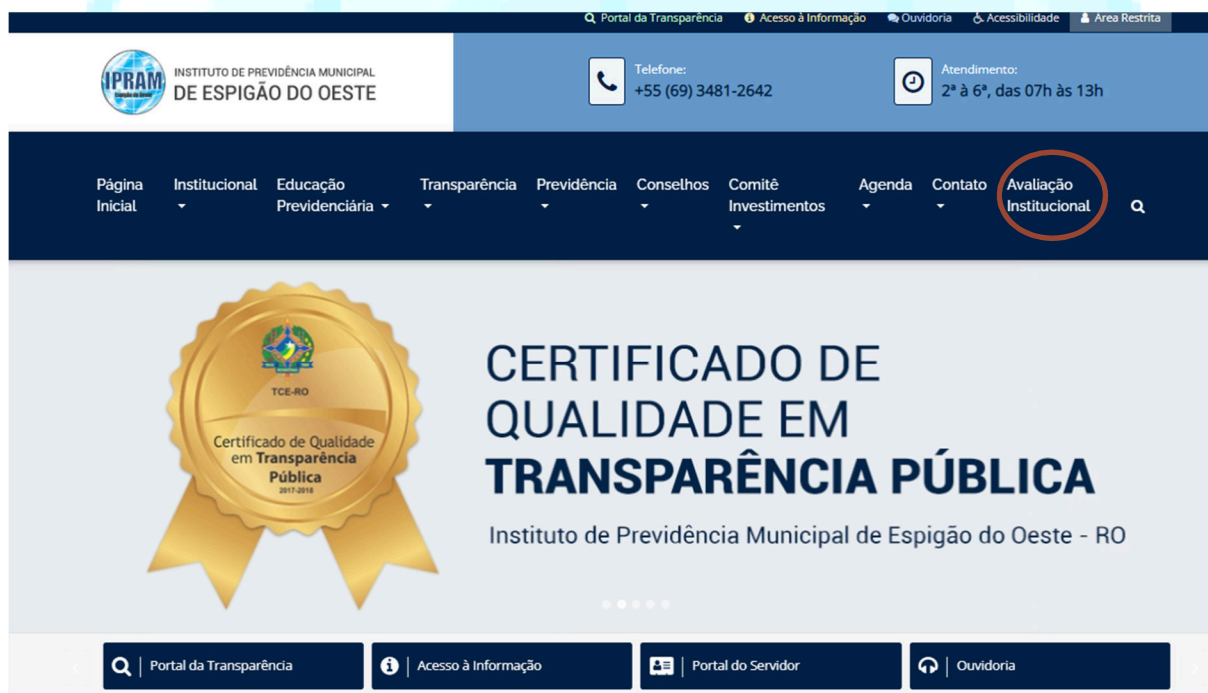 Portal da Transparência Acesso à Informação Ouvidoria Acessibilidade Área Restrita
IPRAM
INSTITUTO DE PREVIDÊNCIA MUNICIPAL
DE ESPIGÃO DO OESTE
Telefone:
+55 (69) 3481-2642
Atendimento:
2ª à 6ª, das 07h às 13h
Página Inicial
Institucional
Educação Previdenciária
Transparência
Previdência
Conselhos
Comitê Investimentos
Agenda
Contato
Avaliação Institucional
TCE-RO
Certificado de Qualidade
em Transparência
Pública
2017-2018
CERTIFICADO DE
QUALIDADE EM
TRANSPARÊNCIA PÚBLICA
Instituto de Previdência Municipal de Espigão do Oeste - RO
Portal da Transparência
Acesso à Informação
Portal do Servidor
Ouvidoria